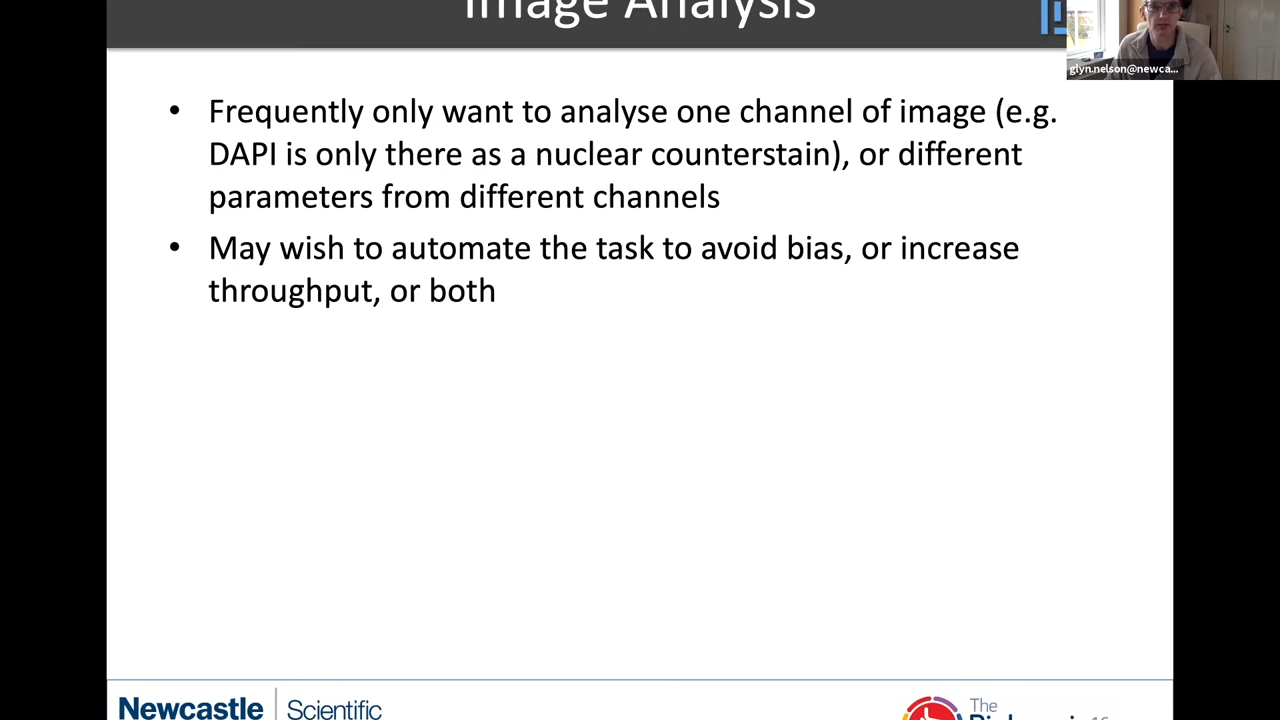 Image Analysis
glyn.nelson@newca...
• Frequently only want to analyse one channel of image (e.g.
DAPI is only there as a nuclear counterstain), or different
parameters from different channels
• May wish to automate the task to avoid bias, or increase
throughput, or both
Newcastle
Scientific
The